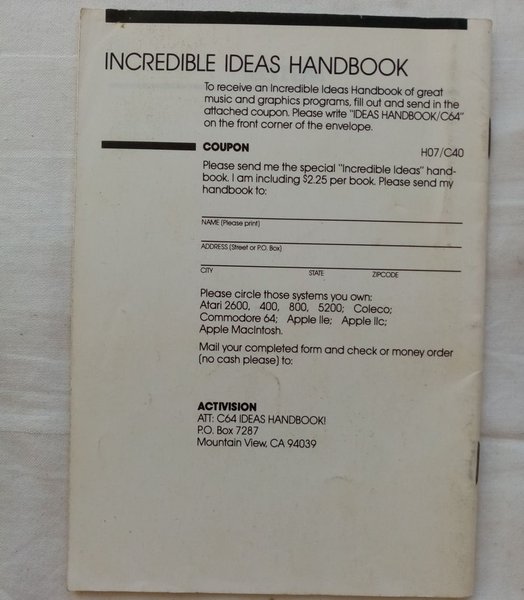 INCREDIBLE IDEAS HANDBOOK
To receive an Incredible Ideas Handbook of great
music and graphics programs, fill out and send in the
attached coupon. Please write "IDEAS HANDBOOK/C64"
on the front corner of the envelope.
COUPON H07/C40
Please send me the special "Incredible Ideas" hand-
book. I am including $2.25 per book. Please send my
handbook to:
NAME (Please print)
ADDRESS (Street or P.O. Box)
CITY STATE ZIPCODE
Please circle those systems you own:
Atari 2600, 400, 800, 5200; Coleco;
Commodore 64; Apple IIe; Apple IIc;
Apple Macintosh.
Mail your completed form and check or money order
(no cash please) to:
ACTIVISION
ATT: C64 IDEAS HANDBOOK!
P.O. Box 7287
Mountain View, CA 94039